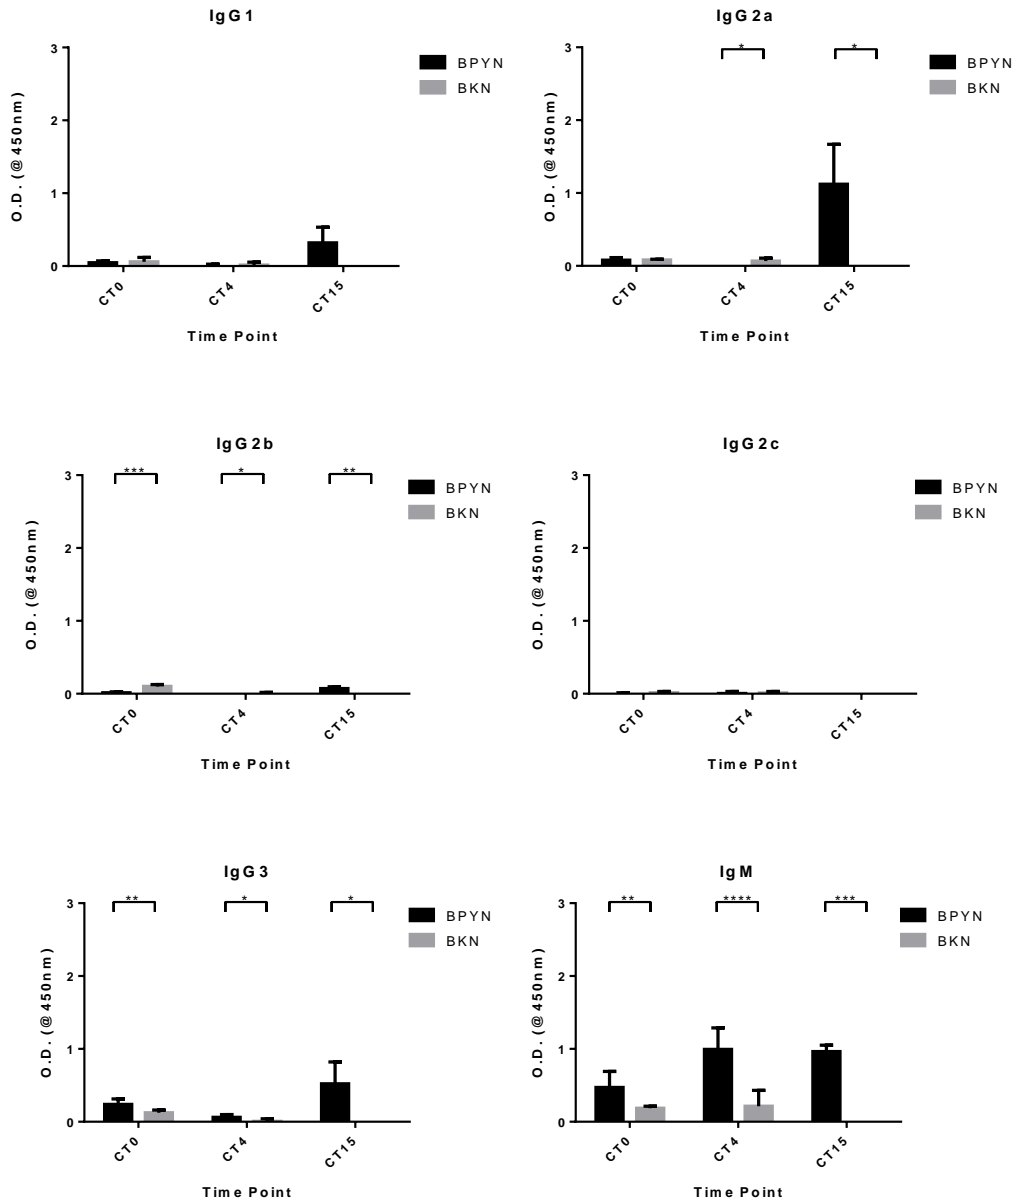 IgG1
3
2
1
0
O.D. (@450nm)
CT0
CT4
CT15
Time Point
BPYN
BKN
IgG2a
3
2
1
0
O.D. (@450nm)
*
*
CT0
CT4
CT15
Time Point
BPYN
BKN
IgG2b
3
2
1
0
O.D. (@450nm)
***
*
**
CT0
CT4
CT15
Time Point
BPYN
BKN
IgG2c
3
2
1
0
O.D. (@450nm)
CT0
CT4
CT15
Time Point
BPYN
BKN
IgG3
3
2
1
0
O.D. (@450nm)
**
*
*
CT0
CT4
CT15
Time Point
BPYN
BKN
IgM
3
2
1
0
O.D. (@450nm)
**
****
***
CT0
CT4
CT15
Time Point
BPYN
BKN